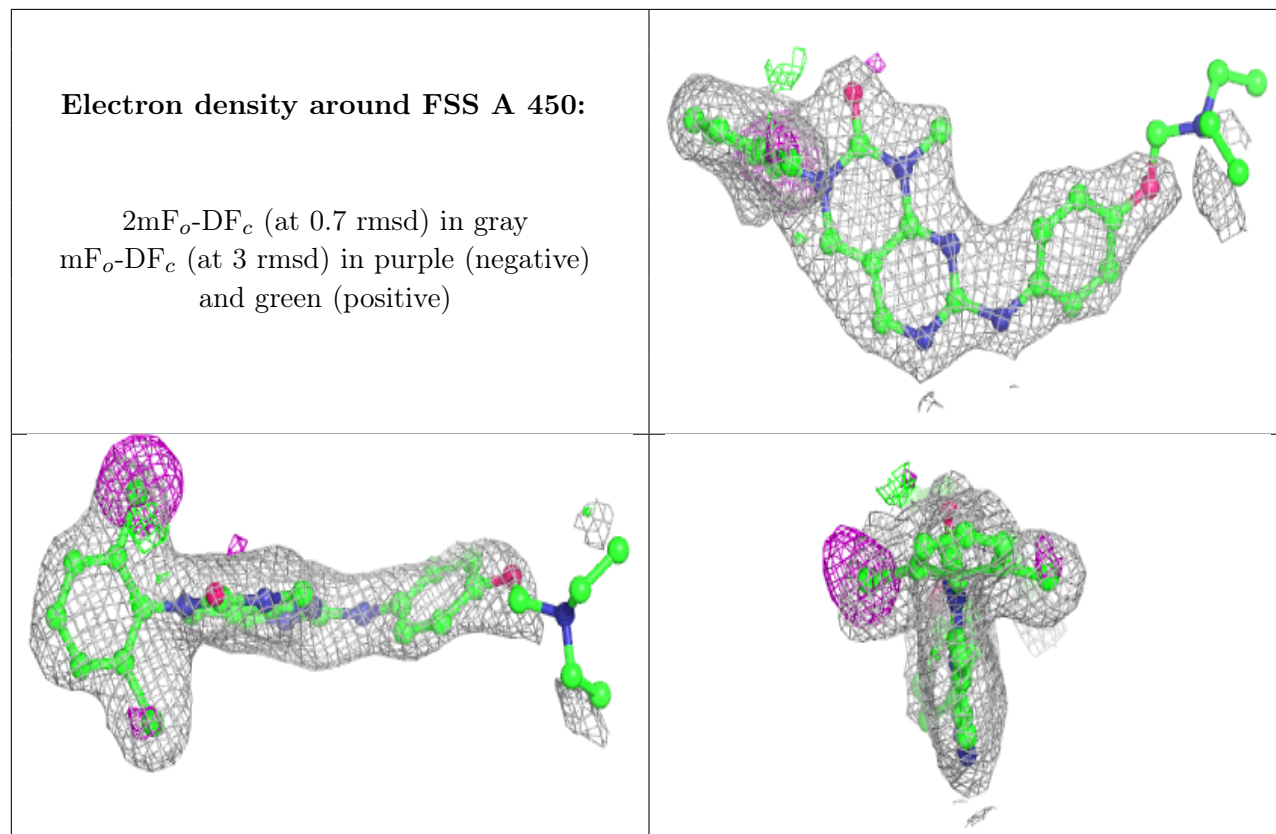 Electron density around FSS A 450:
2mFo-DFc (at 0.7 rmsd) in gray
mFo-DFc (at 3 rmsd) in purple (negative)
and green (positive)